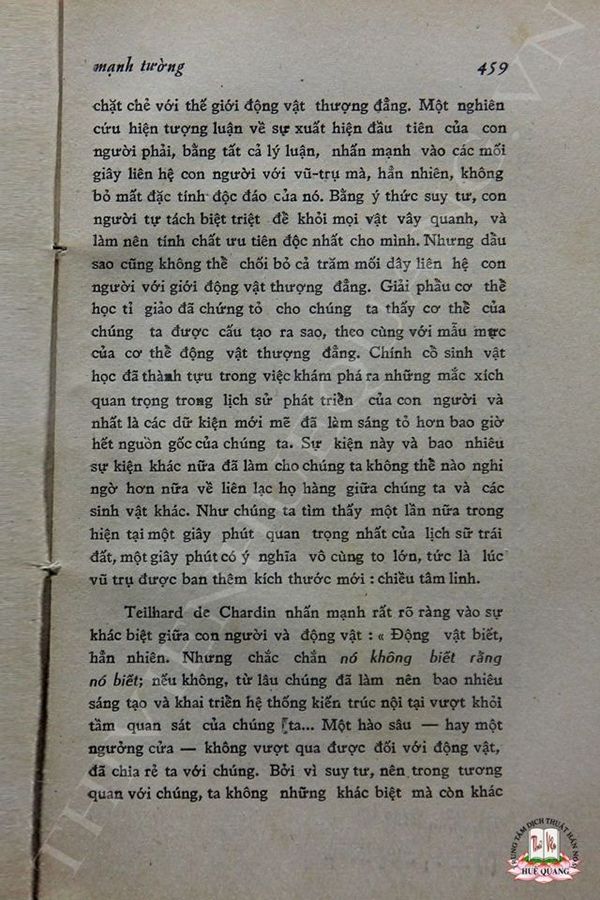 mạnh tường 459
chặt chẻ với thế giới động vật thượng đẳng. Một nghiên
cứu hiện tượng luận về sự xuất hiện đầu tiên của con
người phải, bằng tất cả lý luận, nhấn mạnh vào các mối
giây liên hệ con người với vũ-trụ mà, hẳn nhiên, không
bỏ mất đặc tính độc đáo của nó. Bằng ý thức suy tư, con
người tự tách biệt triệt để khỏi mọi vật vây quanh, và
làm nên tính chất ưu tiên độc nhất cho mình. Nhưng dầu
sao cũng không thể chối bỏ cả trăm mối dây liên hệ con
người với giới động vật thượng đẳng. Giải phẫu cơ thể
học tỉ giảo đã chứng tỏ cho chúng ta thấy cơ thể của
chúng ta được cấu tạo ra sao, theo cùng với mẫu mực
của cơ thể động vật thượng đẳng. Chính cổ sinh vật
học đã thành tựu trong việc khám phá ra những mắc xích
quan trọng trong lịch sử phát triển của con người và
nhất là các dữ kiện mới mẽ đã làm sáng tỏ hơn bao giờ
hết nguồn gốc của chúng ta. Sự kiện này và bao nhiêu
sự kiện khác nữa đã làm cho chúng ta không thể nào nghi
ngờ hơn nữa về liên lạc họ hàng giữa chúng ta và các
sinh vật khác. Như chúng ta tìm thấy một lần nữa trong
hiện tại một giây phút quan trọng nhất của lịch sử trái
đất, một giây phút có ý nghĩa vô cùng to lớn, tức là lúc
vũ trụ được ban thêm kích thước mới : chiều tâm linh.
Teilhard de Chardin nhấn mạnh rất rõ ràng vào sự
khác biệt giữa con người và động vật : « Động vật biết,
hẳn nhiên. Nhưng chắc chắn nó không biết rằng
nó biết; nếu không, từ lâu chúng đã làm nên bao nhiêu
sáng tạo và khai triển hệ thống kiến trúc nội tại vượt khỏi
tầm quan sát của chúng ta... Một hào sâu — hay một
ngưởng cửa — không vượt qua được đối với động vật,
đã chia rẻ ta với chúng. Bởi vì suy tư, nên trong tương
quan với chúng, ta không những khác biệt mà còn khác
TRUNG TÂM DỊCH THUẬT HÁN NÔM
HUỆ QUANG